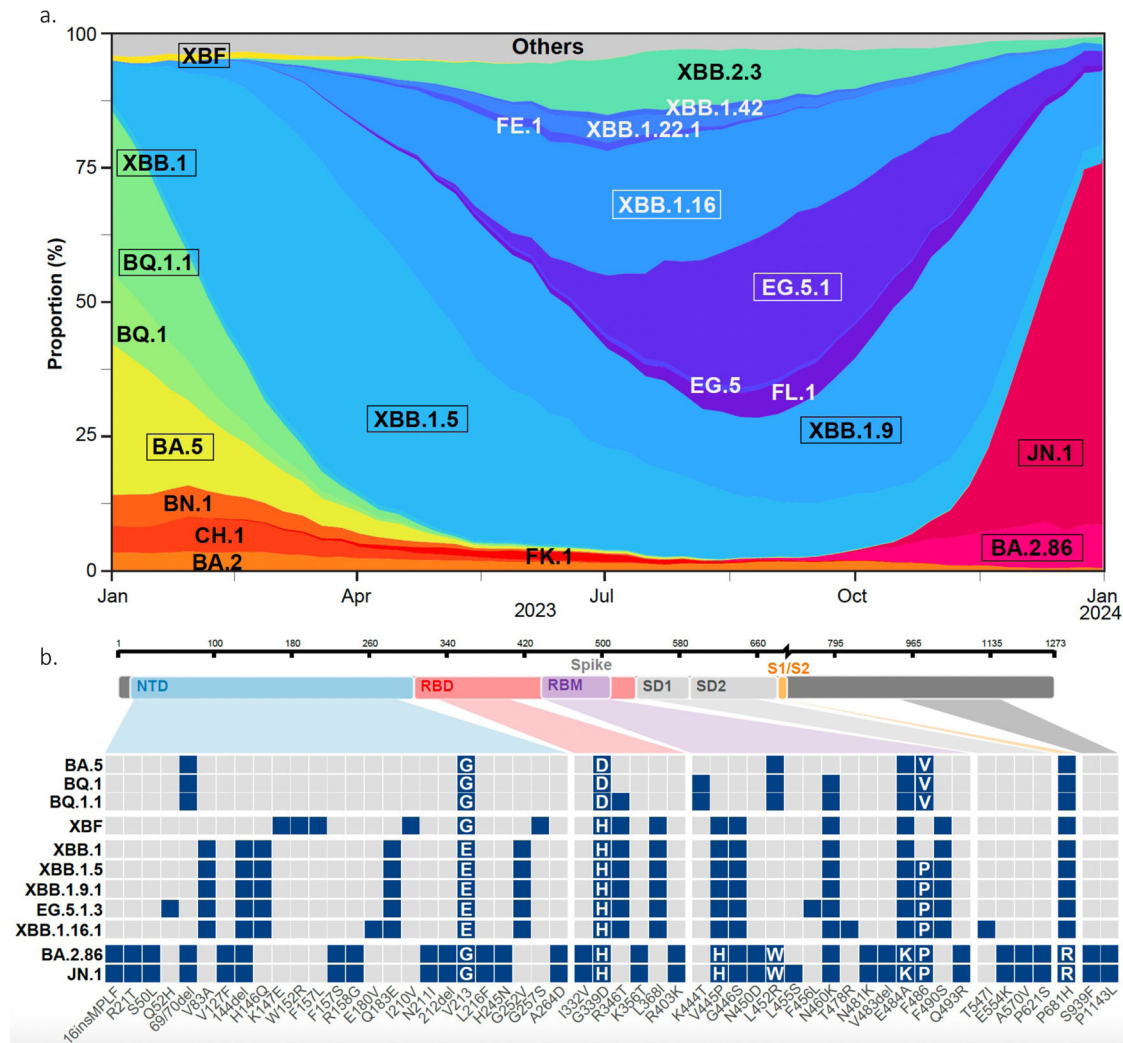 a.
100
75
50
25
0
Proportion (%)
Others
XBF
XBB.2.3
XBB.1.42
FE.1
XBB.1.22.1
XBB.1
XBB.1.16
BQ.1.1
EG.5.1
BQ.1
EG.5
FL.1
XBB.1.5
XBB.1.9
BA.5
JN.1
BN.1
CH.1
FK.1
BA.2.86
BA.2
Jan
Apr
Jul
Oct
Jan
2023
2024
b.
1 100 180 260 340 420 500 580 660 795 965 1135 1273
Spike
S1/S2
NTD RBD RBM SD1 SD2
BA.5 G D V
BQ.1 G D V
BQ.1.1 G D V
XBF G H
XBB.1 E H
XBB.1.5 E H P
XBB.1.9.1 E H P
EG.5.1.3 E H P
XBB.1.16.1 E H P
BA.2.86 G H H W K P R
JN.1 G H H W K P R
16insMPLF
R21T
S50L
Q52H
69/70del
V83A
V127F
144del
H146Q
K147E
W152R
F157L
F157S
R158G
E180V
Q183E
I210V
N211I
212del
V213
L216F
H245N
G252V
G257S
A264D
I332V
G339D
R346T
K356T
L368I
R403K
K444T
V445P
G446S
N450D
L452R
L455S
F456L
N460K
T478R
N481K
V483del
E484A
F486
F490S
Q493R
T547I
E554K
A570V
P621S
P681H
S939F
P1143L